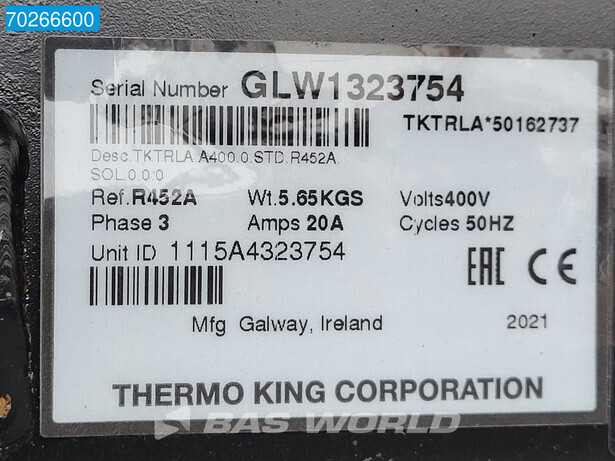 70266600
Serial Number GLW1323754
TKTRLA*50162737
Desc.TKTRLA.A400.0.STD.R452A.
SOL.0.0.0
Ref.R452A Wt.5.65KGS Volts400V
Phase 3 Amps 20A Cycles 50HZ
Unit ID 1115A4323754
EAC CE
Mfg Galway, Ireland 2021
THERMO KING CORPORATION
BAS WORLD